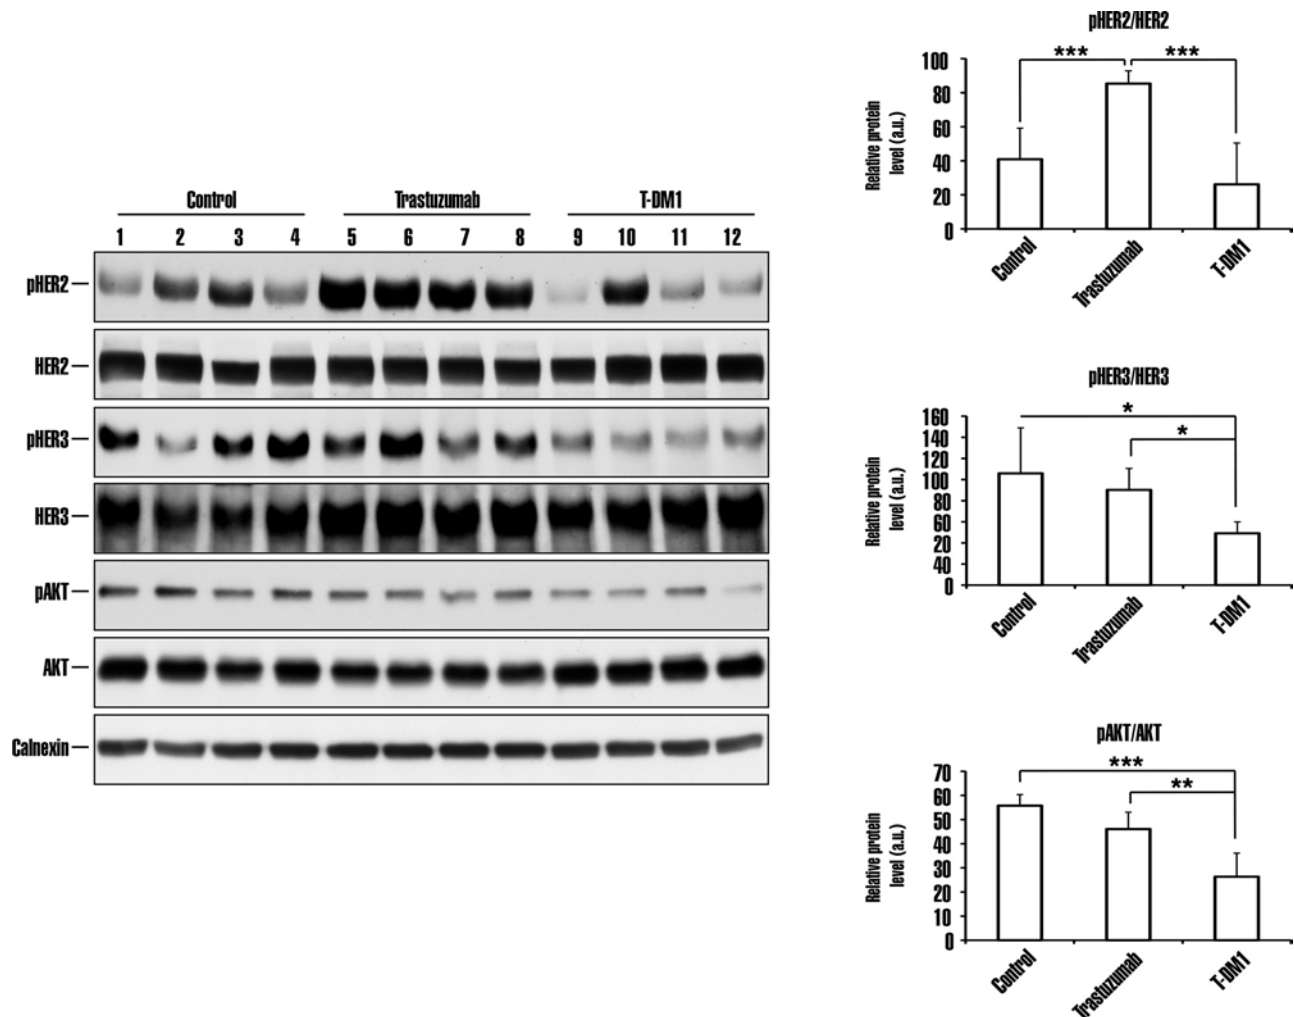 Control Trastuzumab T-DM1
1 2 3 4 5 6 7 8 9 10 11 12
pHER2
HER2
pHER3
HER3
pAKT
AKT
Calnexin
pHER2/HER2
*** ***
Relative protein
level (a.u.)
100
80
60
40
20
0
Control Trastuzumab T-DM1
pHER3/HER3
*
*
Relative protein
level (a.u.)
160
140
120
100
80
60
20
40
0
Control Trastuzumab T-DM1
pAKT/AKT
***
**
Relative protein
level (a.u.)
70
60
50
40
30
20
10
0
Control Trastuzumab T-DM1